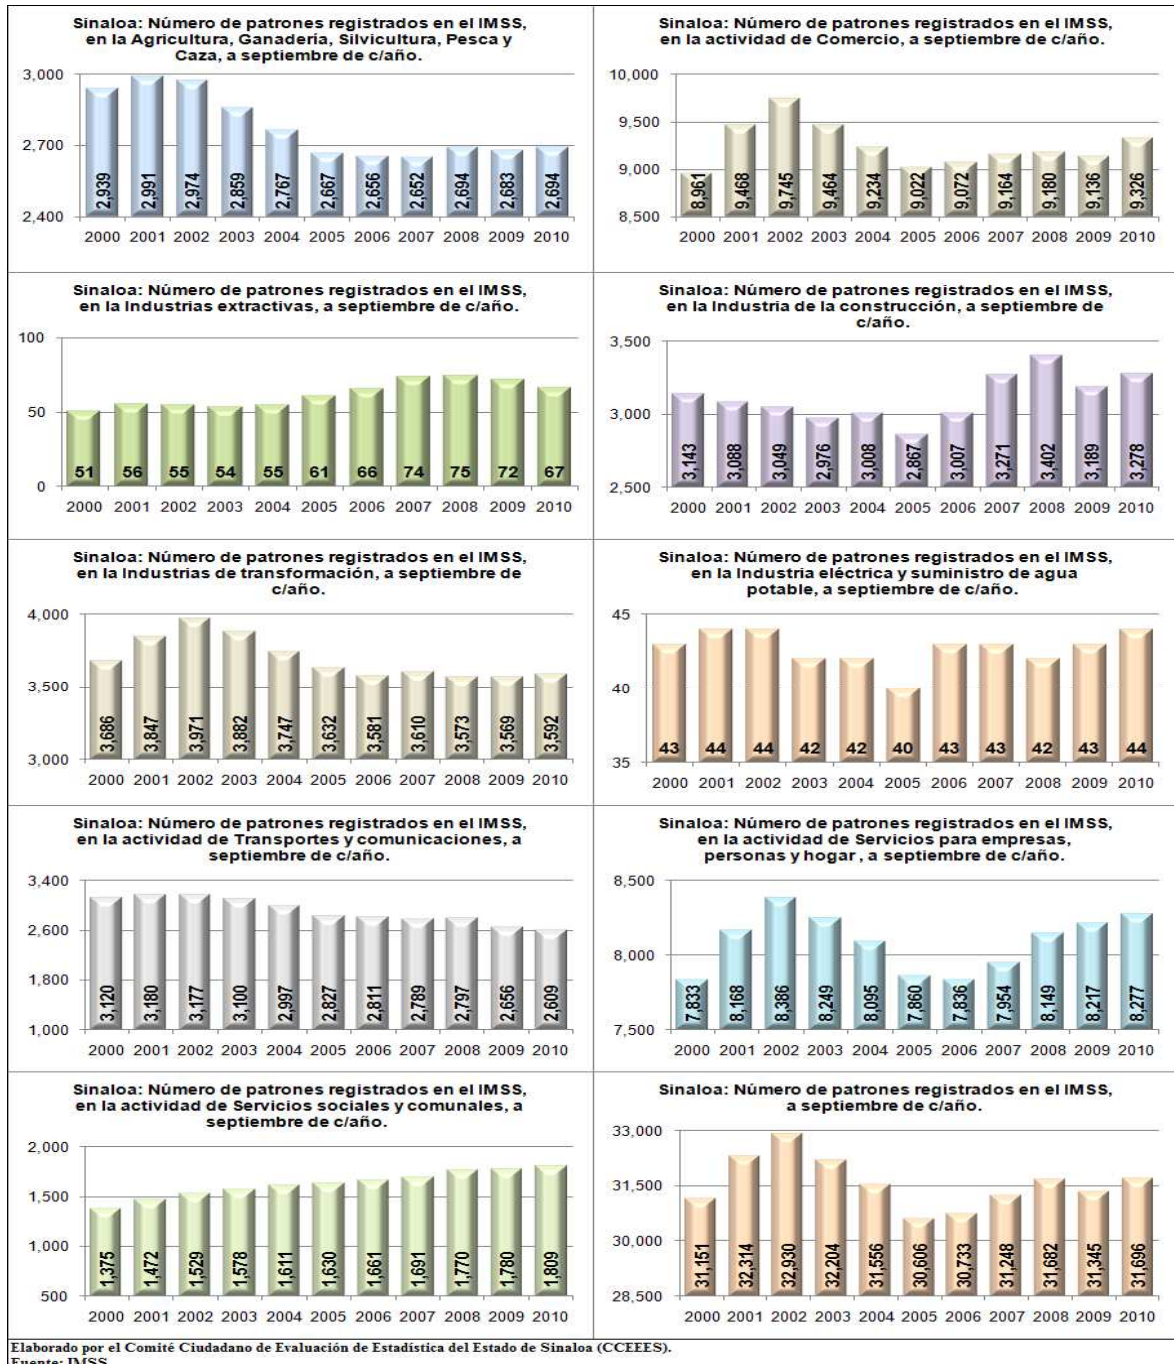 Sinaloa: Número de patrones registrados en el IMSS,
en la Agricultura, Ganadería, Silvicultura, Pesca y
Caza, a septiembre de c/año.
3,000
2,700
2,400
2,939 2,991 2,974 2,859 2,767 2,667 2,656 2,652 2,694 2,683 2,694
2000 2001 2002 2003 2004 2005 2006 2007 2008 2009 2010
Sinaloa: Número de patrones registrados en el IMSS,
en la actividad de Comercio, a septiembre de c/año.
10,000
9,500
9,000
8,500
8,961 9,468 9,745 9,464 9,234 9,022 9,072 9,164 9,180 9,136 9,326
2000 2001 2002 2003 2004 2005 2006 2007 2008 2009 2010
Sinaloa: Número de patrones registrados en el IMSS,
en la Industrias extractivas, a septiembre de c/año.
100
50
0
51 56 55 54 55 61 66 74 75 72 67
2000 2001 2002 2003 2004 2005 2006 2007 2008 2009 2010
Sinaloa: Número de patrones registrados en el IMSS,
en la Industria de la construcción, a septiembre de
c/año.
3,500
3,000
2,500
3,143 3,088 3,049 2,976 3,008 2,867 3,007 3,271 3,402 3,189 3,278
2000 2001 2002 2003 2004 2005 2006 2007 2008 2009 2010
Sinaloa: Número de patrones registrados en el IMSS,
en la Industrias de transformación, a septiembre de
c/año.
4,000
3,500
3,000
3,686 3,847 3,971 3,882 3,747 3,632 3,581 3,610 3,573 3,569 3,592
2000 2001 2002 2003 2004 2005 2006 2007 2008 2009 2010
Sinaloa: Número de patrones registrados en el IMSS,
en la Industria eléctrica y suministro de agua
potable, a septiembre de c/año.
45
40
35
43 44 44 42 42 40 43 43 42 43 44
2000 2001 2002 2003 2004 2005 2006 2007 2008 2009 2010
Sinaloa: Número de patrones registrados en el IMSS,
en la actividad de Transportes y comunicaciones, a
septiembre de c/año.
3,400
2,600
1,800
1,000
3,120 3,180 3,177 3,100 2,997 2,827 2,811 2,789 2,797 2,656 2,609
2000 2001 2002 2003 2004 2005 2006 2007 2008 2009 2010
Sinaloa: Número de patrones registrados en el IMSS,
en la actividad de Servicios para empresas,
personas y hogar , a septiembre de c/año.
8,500
8,000
7,500
7,833 8,168 8,386 8,249 8,095 7,860 7,836 7,954 8,149 8,217 8,277
2000 2001 2002 2003 2004 2005 2006 2007 2008 2009 2010
Sinaloa: Número de patrones registrados en el IMSS,
en la actividad de Servicios sociales y comunales, a
septiembre de c/año.
2,000
1,500
1,000
500
1,375 1,472 1,529 1,578 1,611 1,630 1,661 1,691 1,770 1,780 1,809
2000 2001 2002 2003 2004 2005 2006 2007 2008 2009 2010
Sinaloa: Número de patrones registrados en el IMSS,
a septiembre de c/año.
33,000
31,500
30,000
28,500
31,151 32,314 32,930 32,204 31,556 30,606 30,733 31,248 31,682 31,345 31,696
2000 2001 2002 2003 2004 2005 2006 2007 2008 2009 2010
Elaborado por el Comité Ciudadano de Evaluación de Estadística del Estado de Sinaloa (CCEEES).
Fuente: IMSS